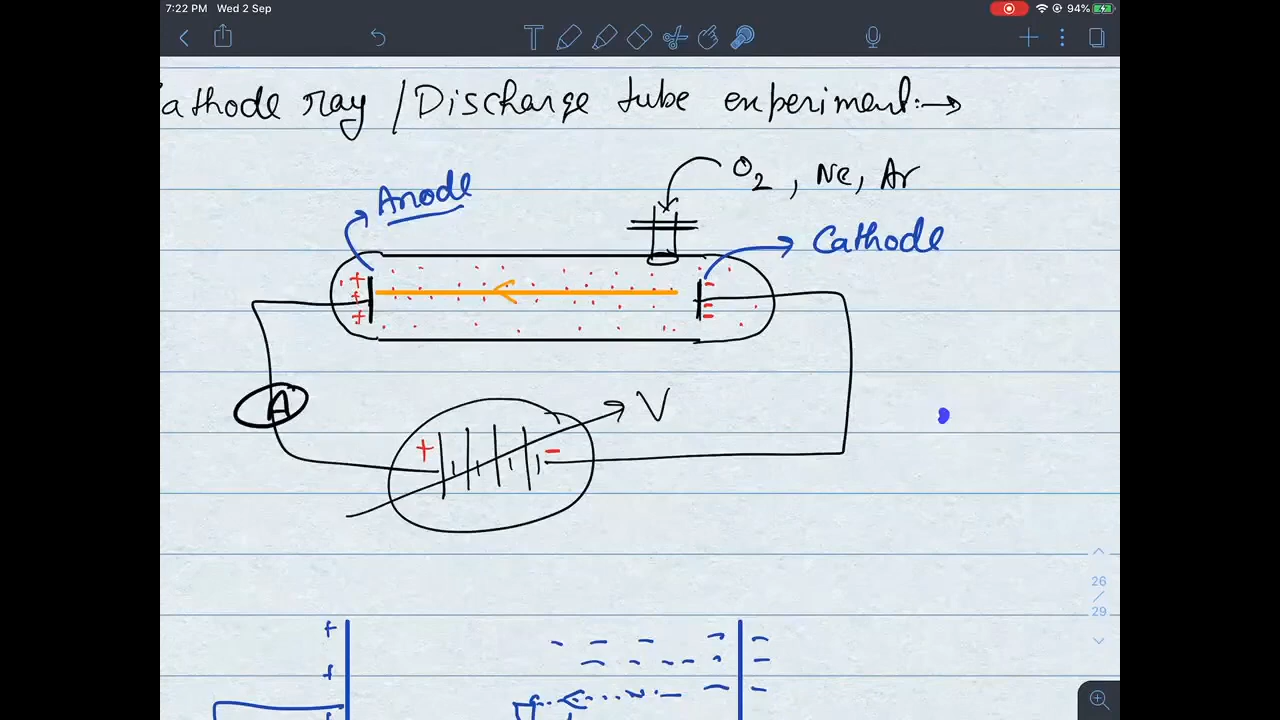 7:22 PM Wed 2 Sep
94%
athode ray / Discharge tube experiment:→
O2, Ne, Ar
Anode
Cathode
+ −
+ −
+ −
A
V
+ −
26
/
29
+ - - - - -
+ - - - - - -
+ - - -